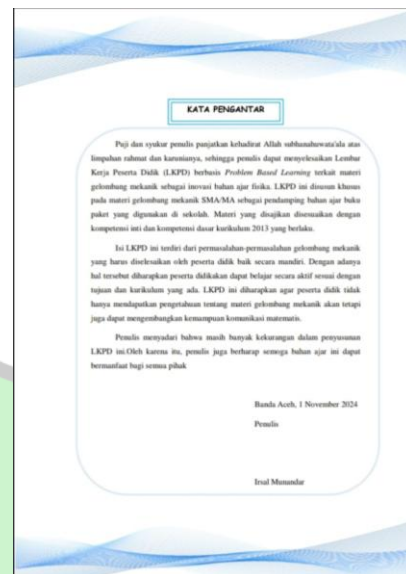 KATA PENGANTAR
Puji dan syukur penulis panjatkan kehadirat Allah subhanahuwata'ala atas
limpahan rahmat dan karunianya, sehingga penulis dapat menyelesaikan Lembar
Kerja Peserta Didik (LKPD) berbasis Problem Based Learning terkait materi
gelombang mekanik sebagai inovasi bahan ajar fisika. LKPD ini disusun khusus
pada materi gelombang mekanik SMA/MA sebagai pendamping bahan ajar buku
paket yang digunakan di sekolah. Materi yang disajikan disesuaikan dengan
kompetensi inti dan kompetensi dasar kurikulum 2013 yang berlaku.
Isi LKPD ini terdiri dari permasalahan-permasalahan gelombang mekanik
yang harus diselesaikan oleh peserta didik baik secara mandiri. Dengan adanya
hal tersebut diharapkan peserta didikakan dapat belajar secara aktif sesuai dengan
tujuan dan kurikulum yang ada. LKPD ini diharapkan agar peserta didik tidak
hanya mendapatkan pengetahuan tentang materi gelombang mekanik akan tetapi
juga dapat mengembangkan kemampuan komunikasi matematis.
Penulis menyadari bahwa masih banyak kekurangan dalam penyusunan
LKPD ini.Oleh karena itu, penulis juga berharap semoga bahan ajar ini dapat
bermanfaat bagi semua pihak
Banda Aceh, 1 November 2024
Penulis
Irsal Munandar